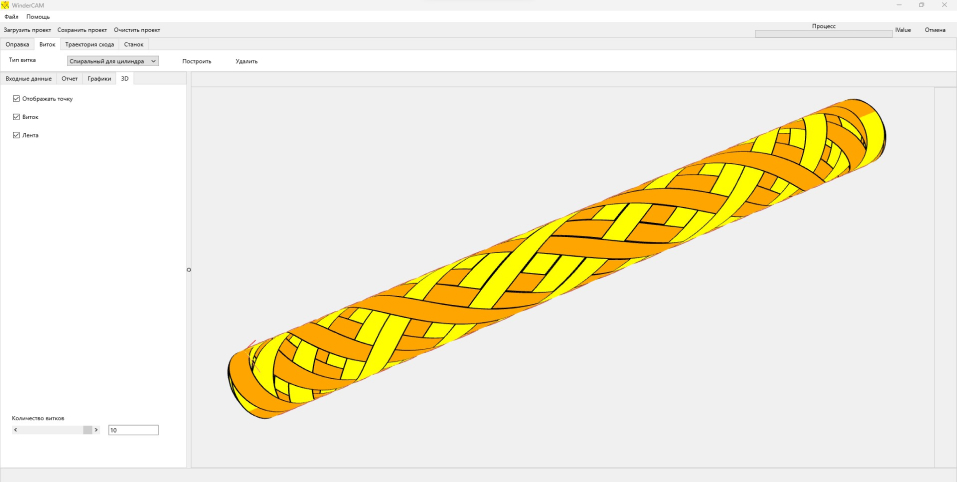 WinderCAM
Файл Помощь
Загрузить проект Сохранить проект Очистить проект Процесс IValue Отмена
Оправка Виток Траектория схода Станок
Тип витка Спиральный для цилиндра Построить Удалить
Входные данные Отчет Графики 3D
Отображать точку
Виток
Лента
Количество витков
10